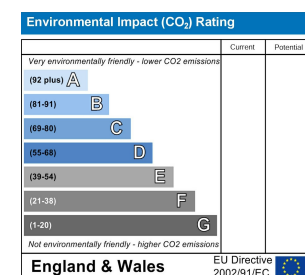 Environmental Impact (CO₂) Rating
Current Potential
Very environmentally friendly - lower CO2 emissions
(92 plus) A
(81-91) B
(69-80) C
(55-68) D
(39-54) E
(21-38) F
(1-20) G
Not environmentally friendly - higher CO2 emissions
England & Wales
EU Directive
2002/91/EC